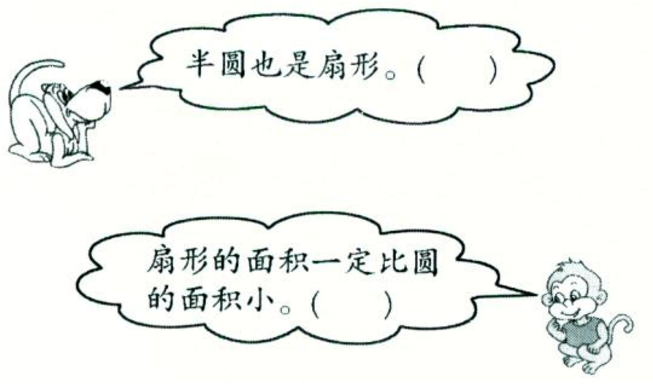 半圆也是扇形。(    )
扇形的面积一定比圆
的面积小。(    )